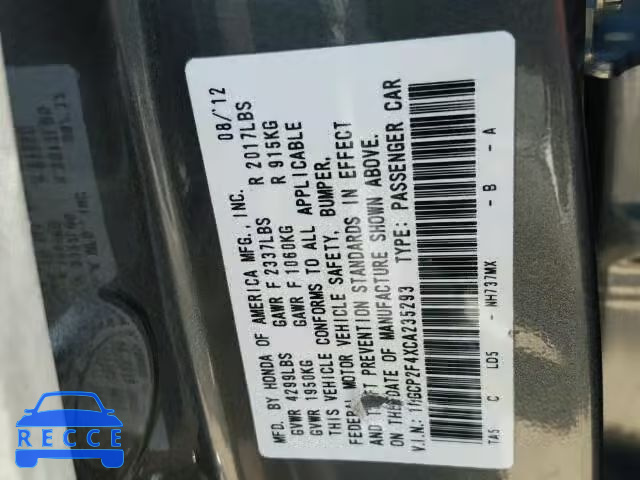 MFD. BY HONDA OF AMERICA MFG., INC. 08/'12
GVWR 4299LBS GAWR F 2337LBS R 2017LBS
GVWR 1950KG GAWR F 1060KG R 915KG
THIS VEHICLE CONFORMS TO ALL APPLICABLE
FEDERAL MOTOR VEHICLE SAFETY, BUMPER,
AND THEFT PREVENTION STANDARDS IN EFFECT
ON THE DATE OF MANUFACTURE SHOWN ABOVE.
V.I.N.: 1HGCP2F4XCA235293 TYPE: PASSENGER CAR
TA5 C LD5 - NH737MX - B - A
RECCE